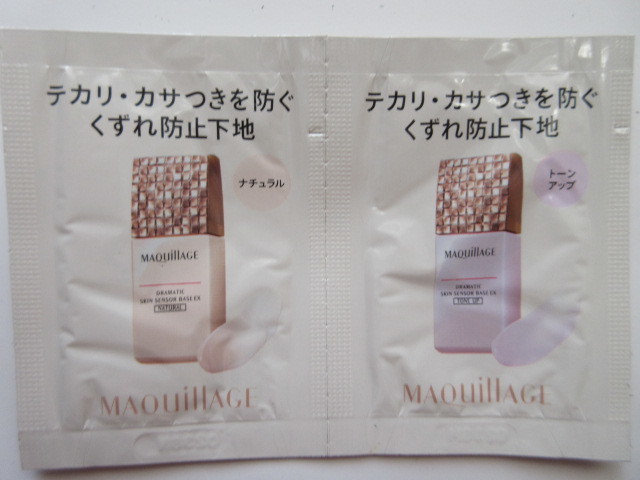 テカリ・カサつきを防ぐ
くずれ防止下地
ナチュラル
MAQUillAGE
DRAMATIC
SKIN SENSOR BASE EX
NATURAL
MAQUillAGE
テカリ・カサつきを防ぐ
くずれ防止下地
トーン
アップ
MAQUillAGE
DRAMATIC
SKIN SENSOR BASE EX
TONE UP
MAQUillAGE